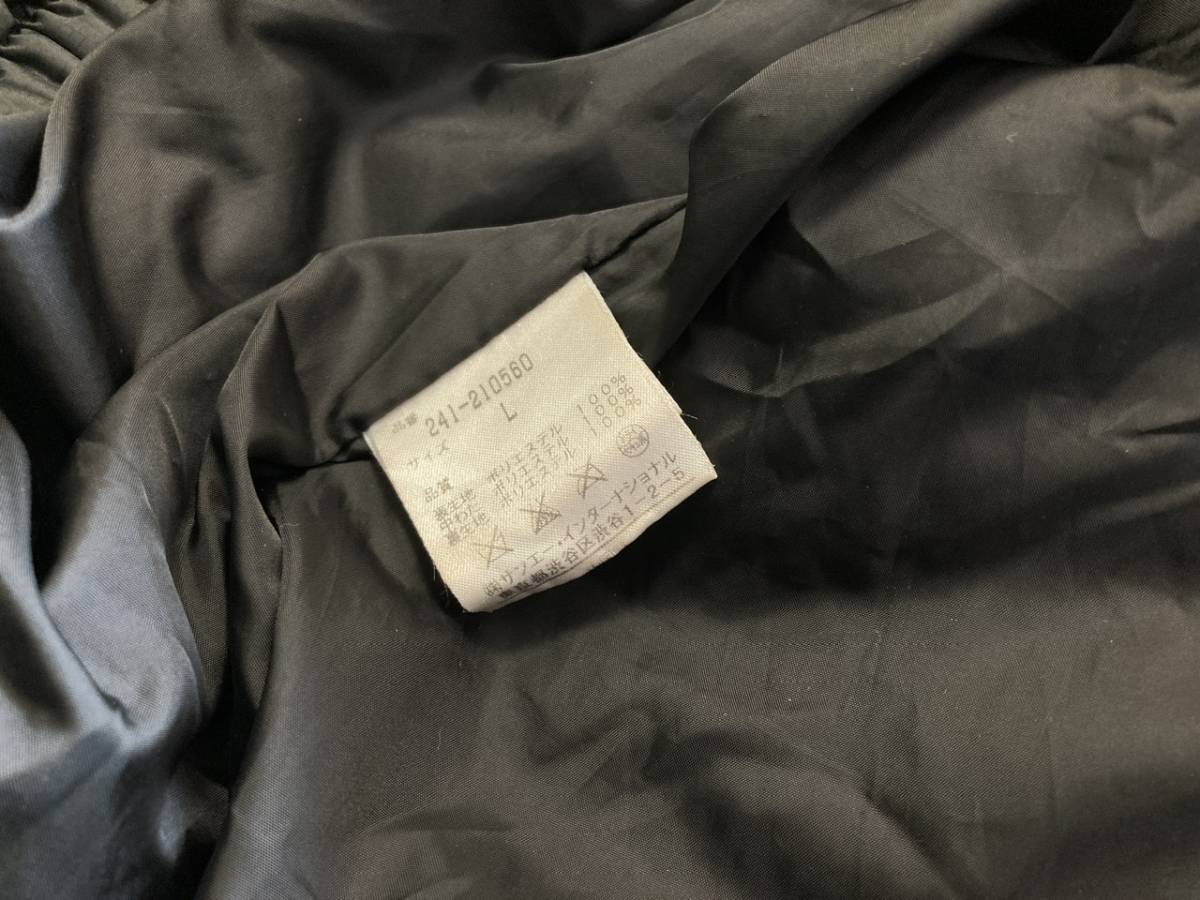 品番 241-210560
サイズ L
品質
表生地 ポリエステル 100%
中わた ポリエステル 100%
裏生地 ポリエステル 100%
㈱サンエー・インターナショナル
東京都渋谷区渋谷1-2-5